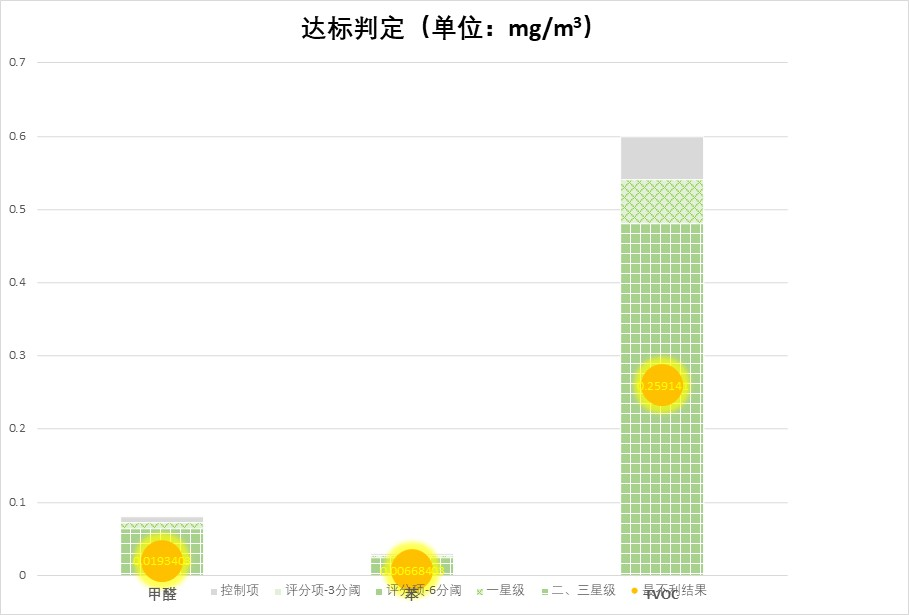 达标判定（单位：mg/m³）
0.7
0.6
0.5
0.4
0.3
0.2
0.1
0
甲醛
苯
TVOC
控制项
评分项-3分阈
评分项-6分阈
一星级
二、三星级
最不利结果